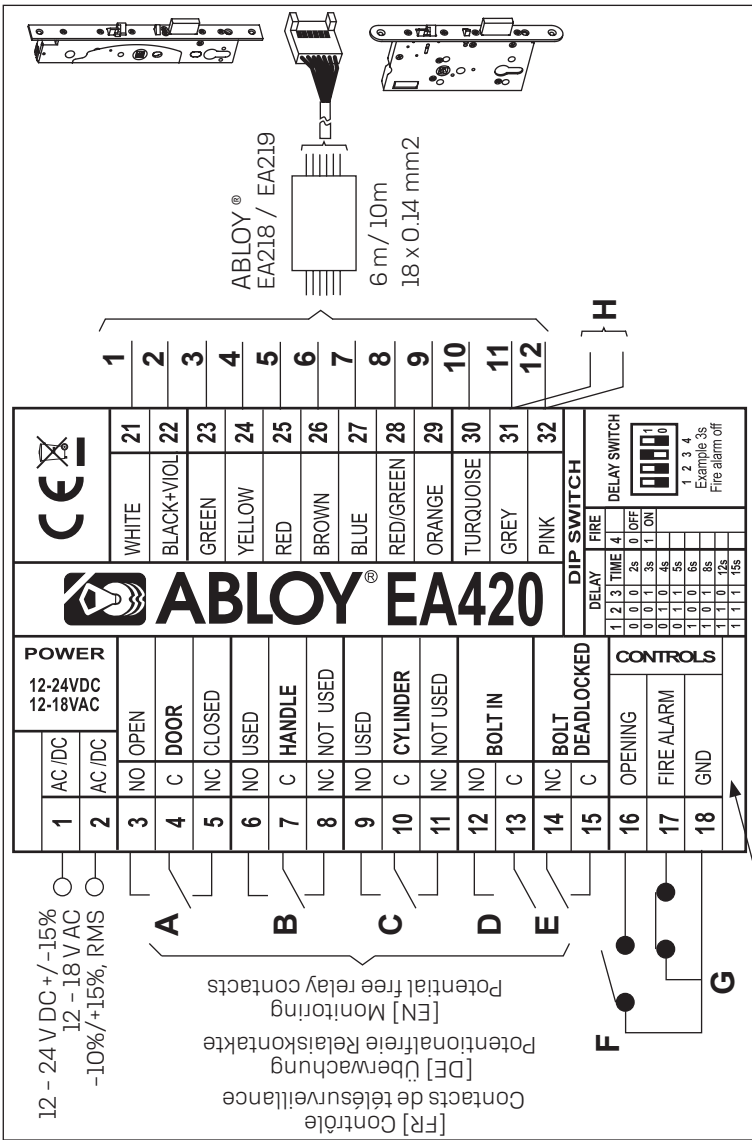 12 – 24 V DC +/-15%
12 – 18 V AC
-10%/+15%, RMS
POWER
12-24VDC
12-18VAC
1 AC /DC
2 AC /DC
3 NO OPEN
4 C DOOR
5 NC CLOSED
6 NO USED
7 C HANDLE
8 NC NOT USED
9 NO USED
10 C CYLINDER
11 NC NOT USED
12 NO BOLT IN
13 C
14 NC BOLT
15 C DEADLOCKED
CONTROLS
16 OPENING
17 FIRE ALARM
18 GND
A
B
C
D
E
F
G
[FR] Contrôle
Contacts de télésurveillance
[DE] Überwachung
Potentionalfreie Relaiskontakte
[EN] Monitoring
Potential free relay contacts
ABLOY® EA420
CE
WHITE 21 1
BLACK+VIOL 22 2
GREEN 23 3
YELLOW 24 4
RED 25 5
BROWN 26 6
BLUE 27 7
RED/GREEN 28 8
ORANGE 29 9
TURQUOISE 30 10
GREY 31 11
PINK 32 12
H
DIP SWITCH
DELAY FIRE
1 2 3 TIME 4
0 0 0 2s 0 OFF
0 0 1 3s 1 ON
0 1 0 4s
0 1 1 5s
1 0 0 6s
1 0 1 8s
1 1 0 12s
1 1 1 15s
DELAY SWITCH
1
0
1 2 3 4
Example 3s
Fire alarm off
ABLOY®
EA218 / EA219
6 m / 10m
18 x 0.14 mm2